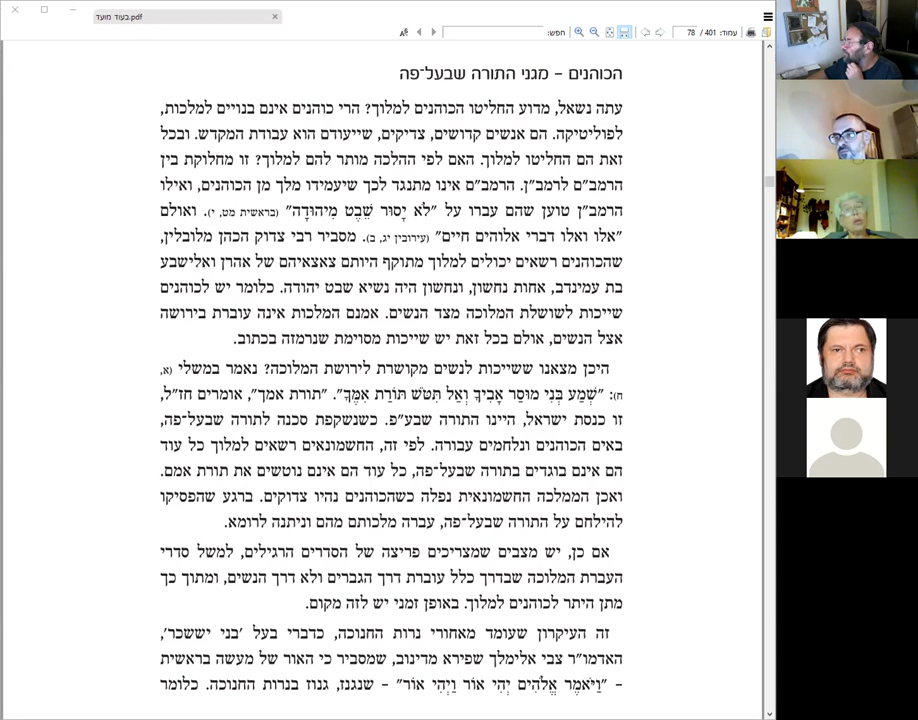 בעוד מועד.pdf
עמוד: 401 / 78
חפש:
הכוהנים – מגני התורה שבעל־פה
עתה נשאל, מדוע החליטו הכוהנים למלוך? הרי כוהנים אינם בנויים למלכות,
לפוליטיקה. הם אנשים קדושים, צדיקים, שייעודם הוא עבודת המקדש. ובכל
זאת הם החליטו למלוך. האם לפי ההלכה מותר להם למלוך? זו מחלוקת בין
הרמב"ם לרמב"ן. הרמב"ם אינו מתנגד לכך שיעמידו מלך מן הכוהנים, ואילו
הרמב"ן טוען שהם עברו על "לֹא יָסוּר שֵׁבֶט מִיהוּדָה" (בראשית מט, י). ואולם
"אלו ואלו דברי אלוהים חיים" (עירובין יג, ב). מסביר רבי צדוק הכהן מלובלין,
שהכוהנים רשאים יכולים למלוך מתוקף היותם צאצאיהם של אהרן ואלישבע
בת עמינדב, אחות נחשון, ונחשון היה נשיא שבט יהודה. כלומר יש לכוהנים
שייכות לשושלת המלוכה מצד הנשים. אמנם המלכות אינה עוברת בירושה
אצל הנשים, אולם בכל זאת יש שייכות מסוימת שנרמזה בכתוב.
היכן מצאנו ששייכות לנשים מקושרת לירושת המלוכה? נאמר במשלי (א,
ח): "שְׁמַע בְּנִי מוּסַר אָבִיךָ וְאַל תִּטֹּשׁ תּוֹרַת אִמֶּךָ". "תורת אמך", אומרים חז"ל,
זו כנסת ישראל, היינו התורה שבע"פ. כשנשקפת סכנה לתורה שבעל־פה,
באים הכוהנים ונלחמים עבורה. לפי זה, החשמונאים רשאים למלוך כל עוד
הם אינם בוגדים בתורה שבעל־פה, כל עוד הם אינם נוטשים את תורת אמם.
ואכן הממלכה החשמונאית נפלה כשהכוהנים נהיו צדוקים. ברגע שהפסיקו
להילחם על התורה שבעל־פה, עברה מלכותם מהם וניתנה לרומא.
אם כן, יש מצבים שמצריכים פריצה של הסדרים הרגילים, למשל סדרי
העברת המלוכה שבדרך כלל עוברת דרך הגברים ולא דרך הנשים, ומתוך כך
מתן היתר לכוהנים למלוך. באופן זמני יש לזה מקום.
זה העיקרון שעומד מאחורי נרות החנוכה, כדברי בעל 'בני יששכר',
האדמו"ר צבי אלימלך שפירא מדינוב, שמסביר כי האור של מעשה בראשית
– "וַיֹּאמֶר אֱלֹהִים יְהִי אוֹר וַיְהִי אוֹר" – שנגנז, גנוז בנרות החנוכה. כלומר